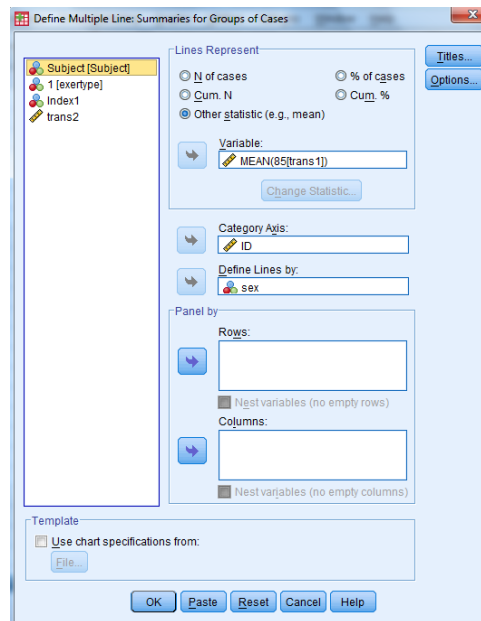 Define Multiple Line: Summaries for Groups of Cases
Subject [Subject]
1 [exertype]
Index1
trans2
Lines Represent
N of cases
% of cases
Cum. N
Cum. %
Other statistic (e.g., mean)
Variable:
MEAN(85[trans1])
Change Statistic...
Category Axis:
ID
Define Lines by:
sex
Panel by
Rows:
Nest variables (no empty rows)
Columns:
Nest variables (no empty columns)
Titles...
Options...
Template
Use chart specifications from:
File...
OK
Paste
Reset
Cancel
Help